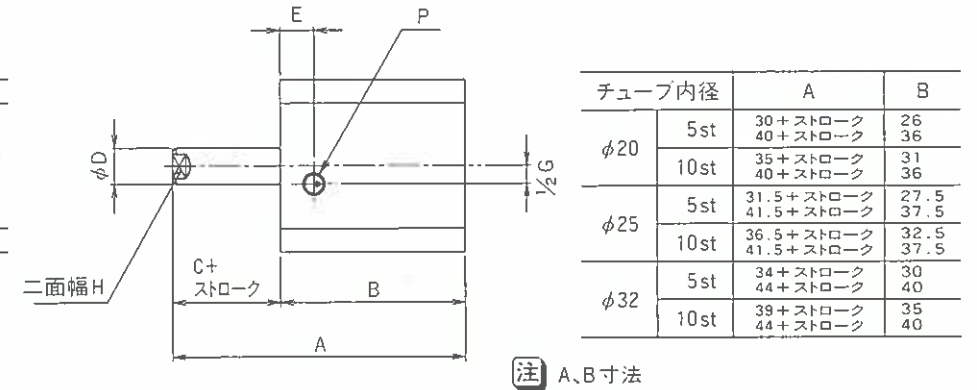 E
P
φD
½G
二面幅H
C+
ストローク
B
A
チューブ内径 A B
φ20 5st 30+ストローク 26
40+ストローク 36
10st 35+ストローク 31
40+ストローク 36
φ25 5st 31.5+ストローク 27.5
41.5+ストローク 37.5
10st 36.5+ストローク 32.5
41.5+ストローク 37.5
φ32 5st 34+ストローク 30
44+ストローク 40
10st 39+ストローク 35
44+ストローク 40
注 A、B寸法